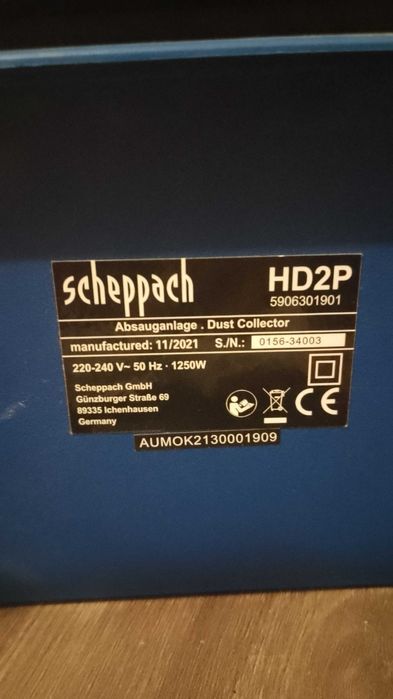 scheppach HD2P
5906301901
Absauganlage . Dust Collector
manufactured: 11/2021 S./N.: 0156-34003
220-240 V~ 50 Hz · 1250W
Scheppach GmbH
Günzburger Straße 69
89335 Ichenhausen
Germany
CE
AUMOK2130001909